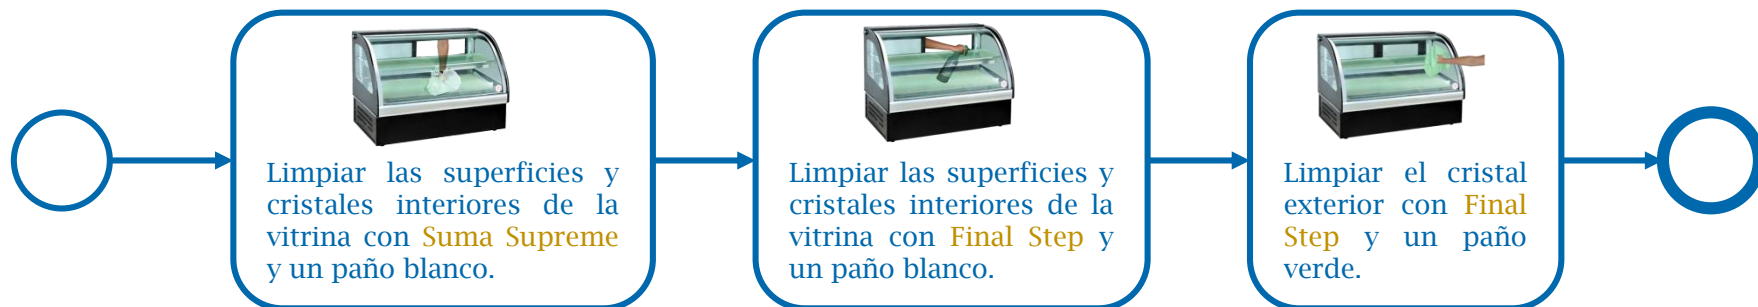 Limpiar las superficies y
cristales interiores de la
vitrina con Suma Supreme
y un paño blanco.
Limpiar las superficies y
cristales interiores de la
vitrina con Final Step y
un paño blanco.
Limpiar el cristal
exterior con Final
Step y un paño
verde.